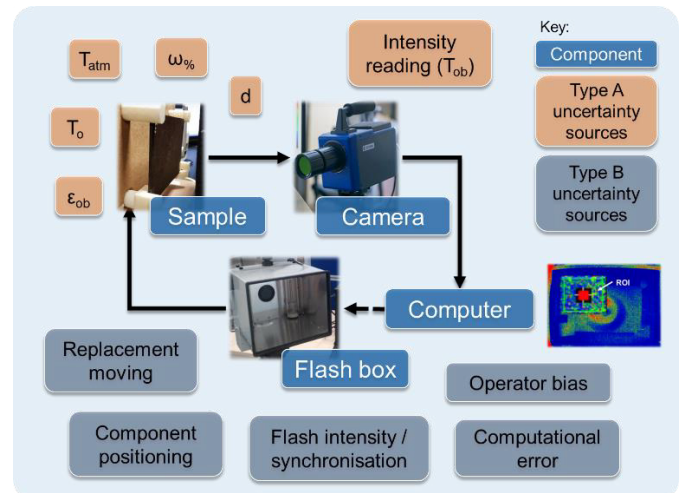 Key:
Component
Type A
uncertainty
sources
Type B
uncertainty
sources
Intensity
reading (Tₒb)
Tₐₜₘ
ω%
d
Tₒ
εₒb
Sample
Camera
Computer
Flash box
ROI
Replacement
moving
Component
positioning
Flash intensity /
synchronisation
Operator bias
Computational
error